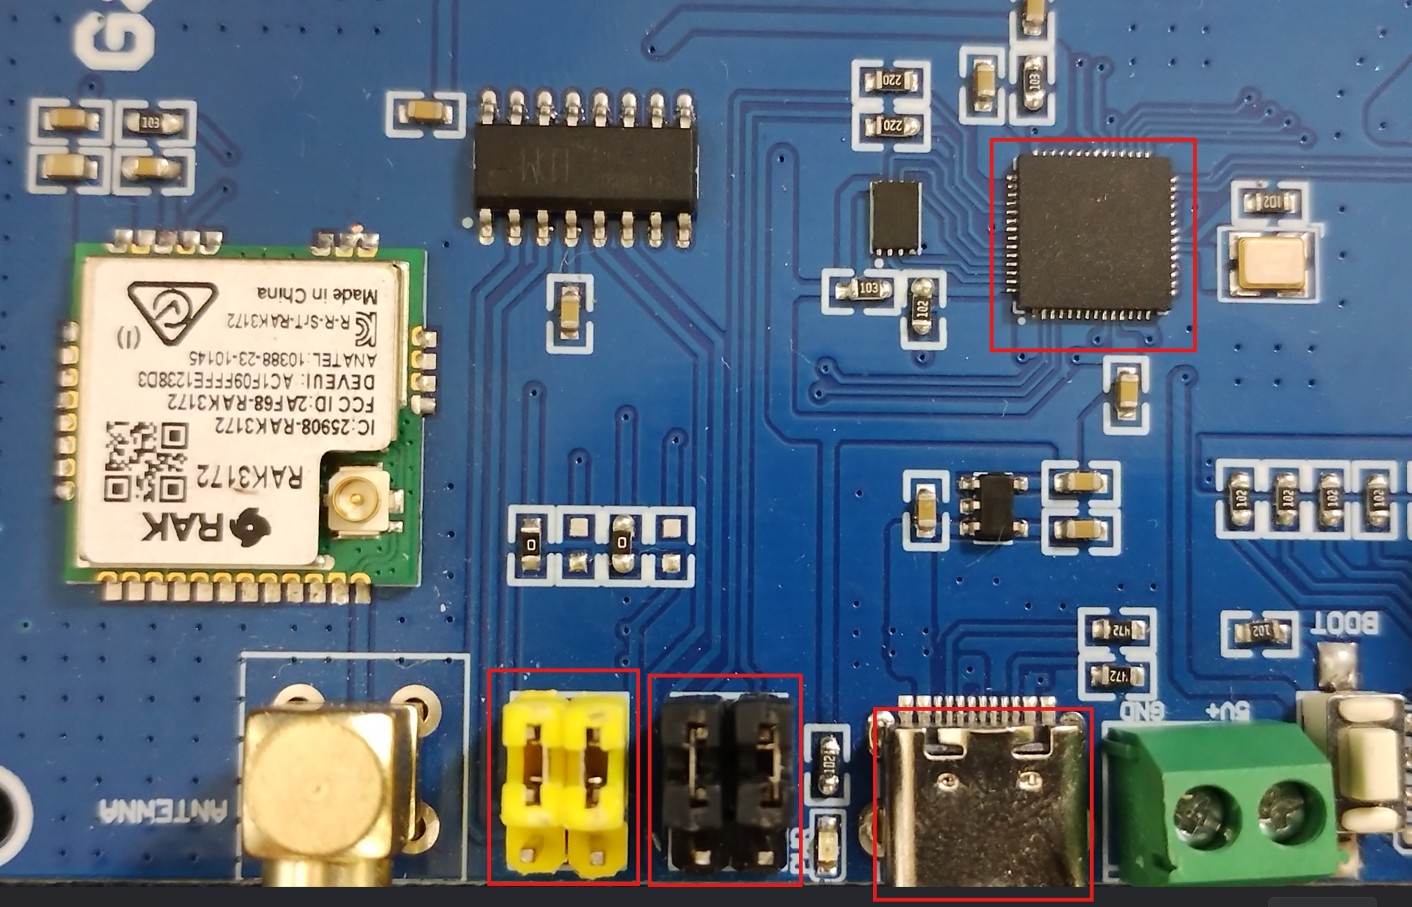 103
220
220
103
102
103
102
Made in China
R-R-SrT-RAK3172
(I)
ANATEL:10388-23-10145
DEVEUI: AC1F09FFFE1238D3
FCC ID:2AF68-RAK3172
IC:25908-RAK3172
RAK3172
RAK
102
102
102
102
0
0
472
102
BOOT
472
GND
5V+
102
ANTENNA